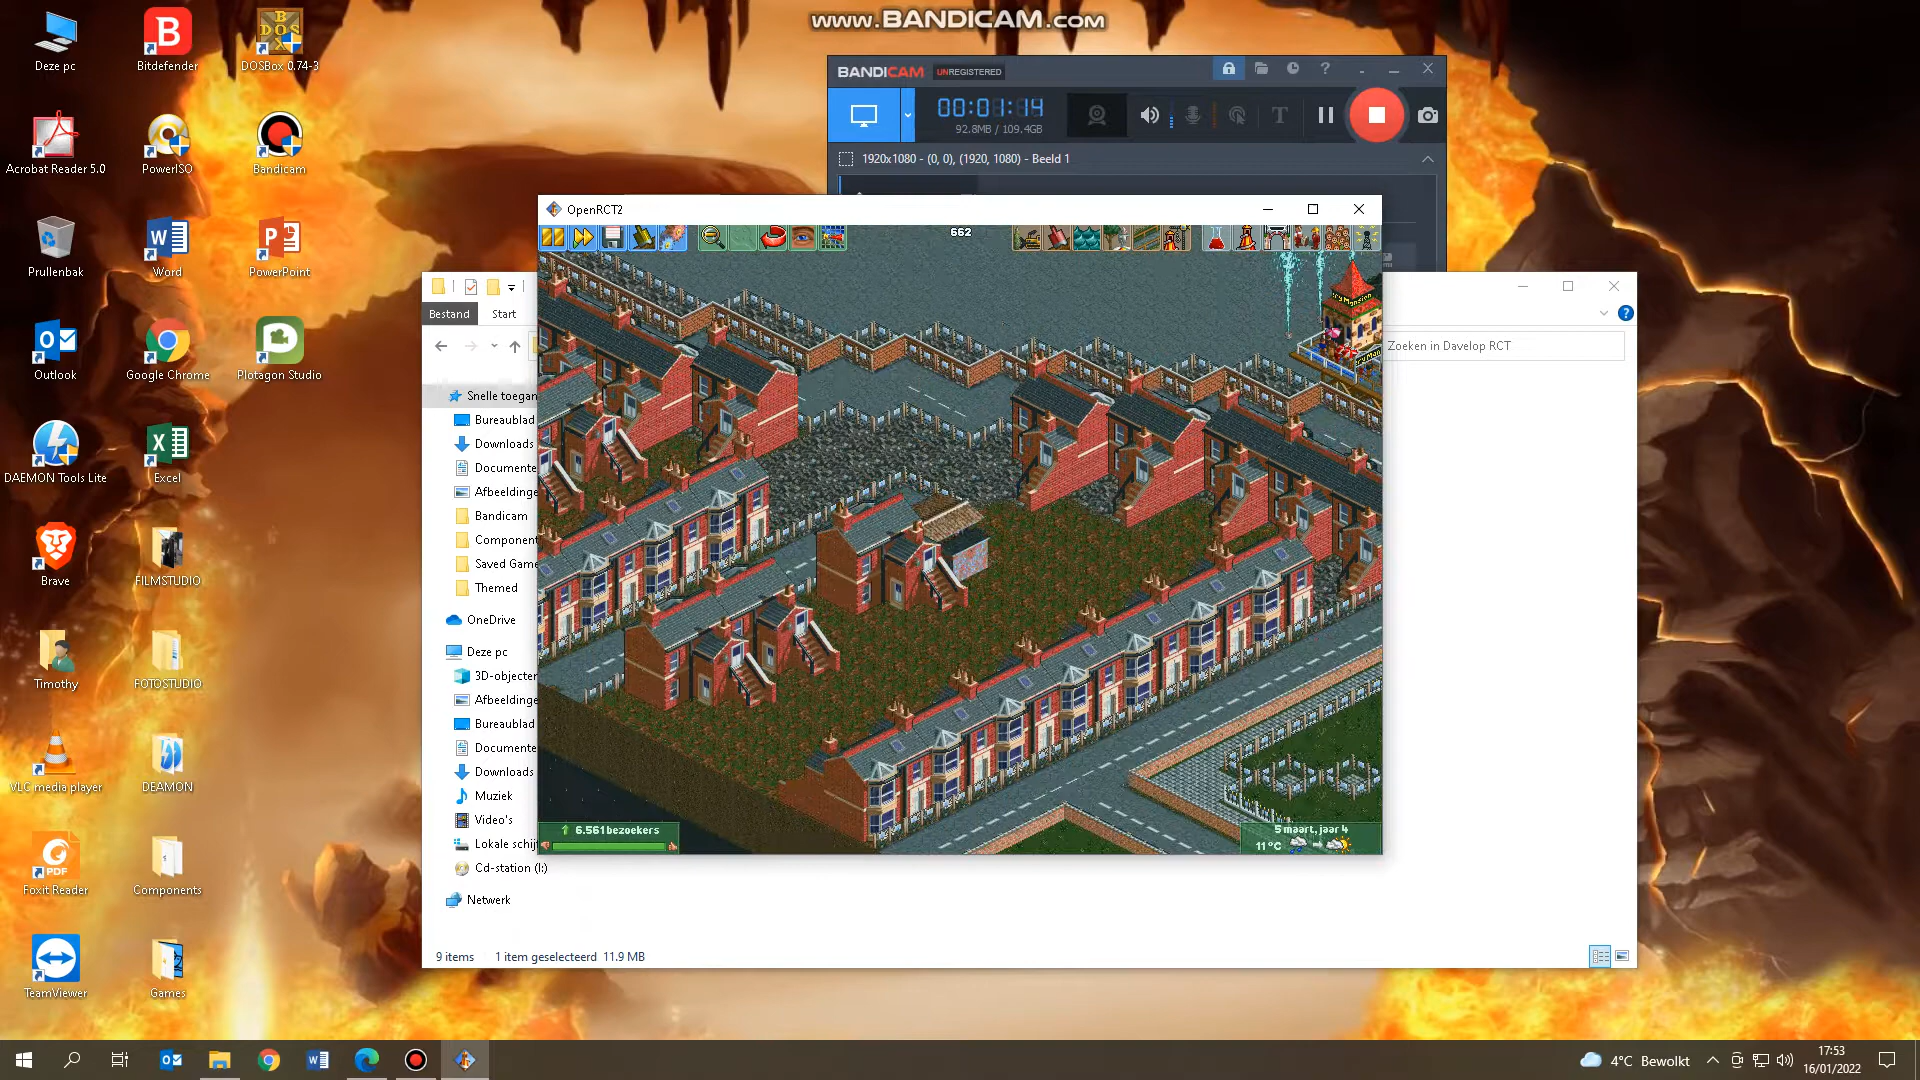 www.BANDICAM.com
Deze pc
Bitdefender
DOSBox 0.74-3
Acrobat Reader 5.0
PowerISO
Bandicam
Prullenbak
Word
PowerPoint
Outlook
Google Chrome
Plotagon Studio
DAEMON Tools Lite
Excel
Brave
FILMSTUDIO
Timothy
FOTOSTUDIO
VLC media player
DEAMON
Foxit Reader
Components
TeamViewer
Games
BANDICAM UNREGISTERED
00:01:14
92.8MB / 109.4GB
1920x1080 - (0, 0), (1920, 1080) - Beeld 1
OpenRCT2
662
6.561 bezoekers
5 maart, jaar 4
11°C
Bestand
Start
Zoeken in Davelop RCT
Snelle toegan
Bureaublad
Downloads
Documente
Afbeeldinge
Bandicam
Component
Saved Game
Themed
OneDrive
Deze pc
3D-objecten
Afbeeldinge
Bureaublad
Documente
Downloads
Muziek
Video's
Lokale schij
Cd-station (I:)
Netwerk
9 items
1 item geselecteerd 11.9 MB
4°C Bewolkt
17:53
16/01/2022